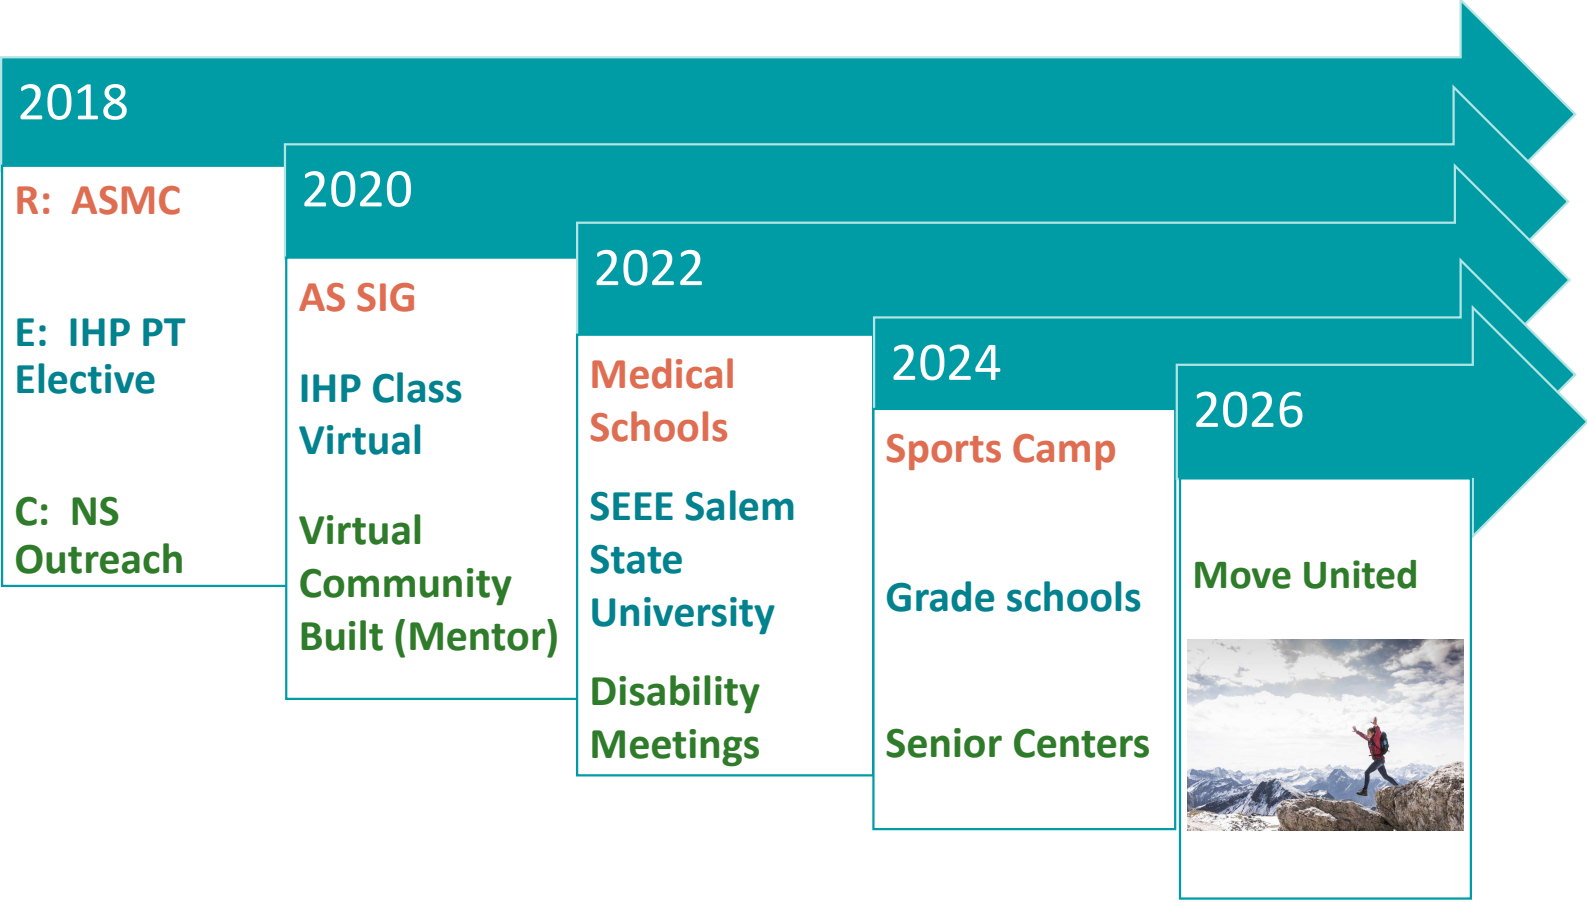 2018
R:  ASMC
E:  IHP PT
Elective
C:  NS
Outreach
2020
AS SIG
IHP Class
Virtual
Virtual
Community
Built (Mentor)
2022
Medical
Schools
SEEE Salem
State
University
Disability
Meetings
2024
Sports Camp
Grade schools
Senior Centers
2026
Move United